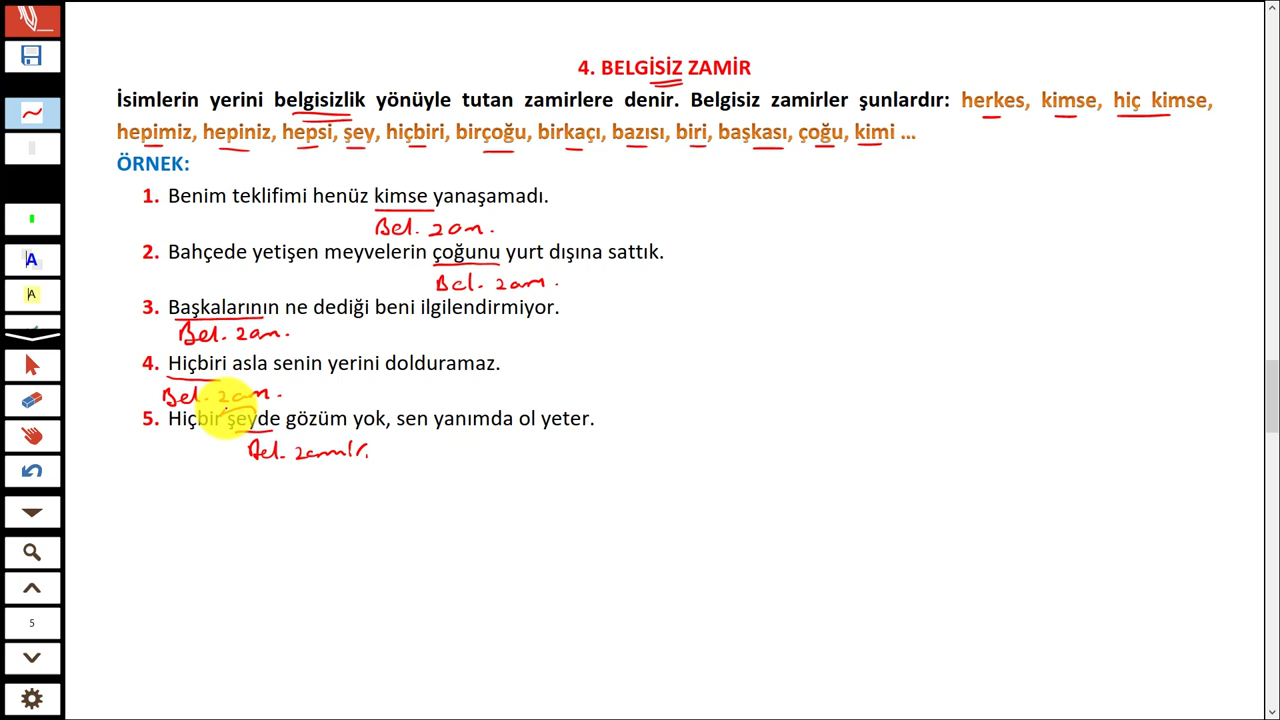 4. BELGİSİZ ZAMİR
İsimlerin yerini belgisizlik yönüyle tutan zamirlere denir. Belgisiz zamirler şunlardır: herkes, kimse, hiç kimse,
hepimiz, hepiniz, hepsi, şey, hiçbiri, birçoğu, birkaçı, bazısı, biri, başkası, çoğu, kimi ...
ÖRNEK:
1. Benim teklifimi henüz kimse yanaşamadı.
Bel. zam.
2. Bahçede yetişen meyvelerin çoğunu yurt dışına sattık.
Bel. zam.
3. Başkalarının ne dediği beni ilgilendirmiyor.
Bel. zam.
4. Hiçbiri asla senin yerini dolduramaz.
Bel. zam.
5. Hiçbir şeyde gözüm yok, sen yanımda ol yeter.
Bel. zamir.
A
A
5